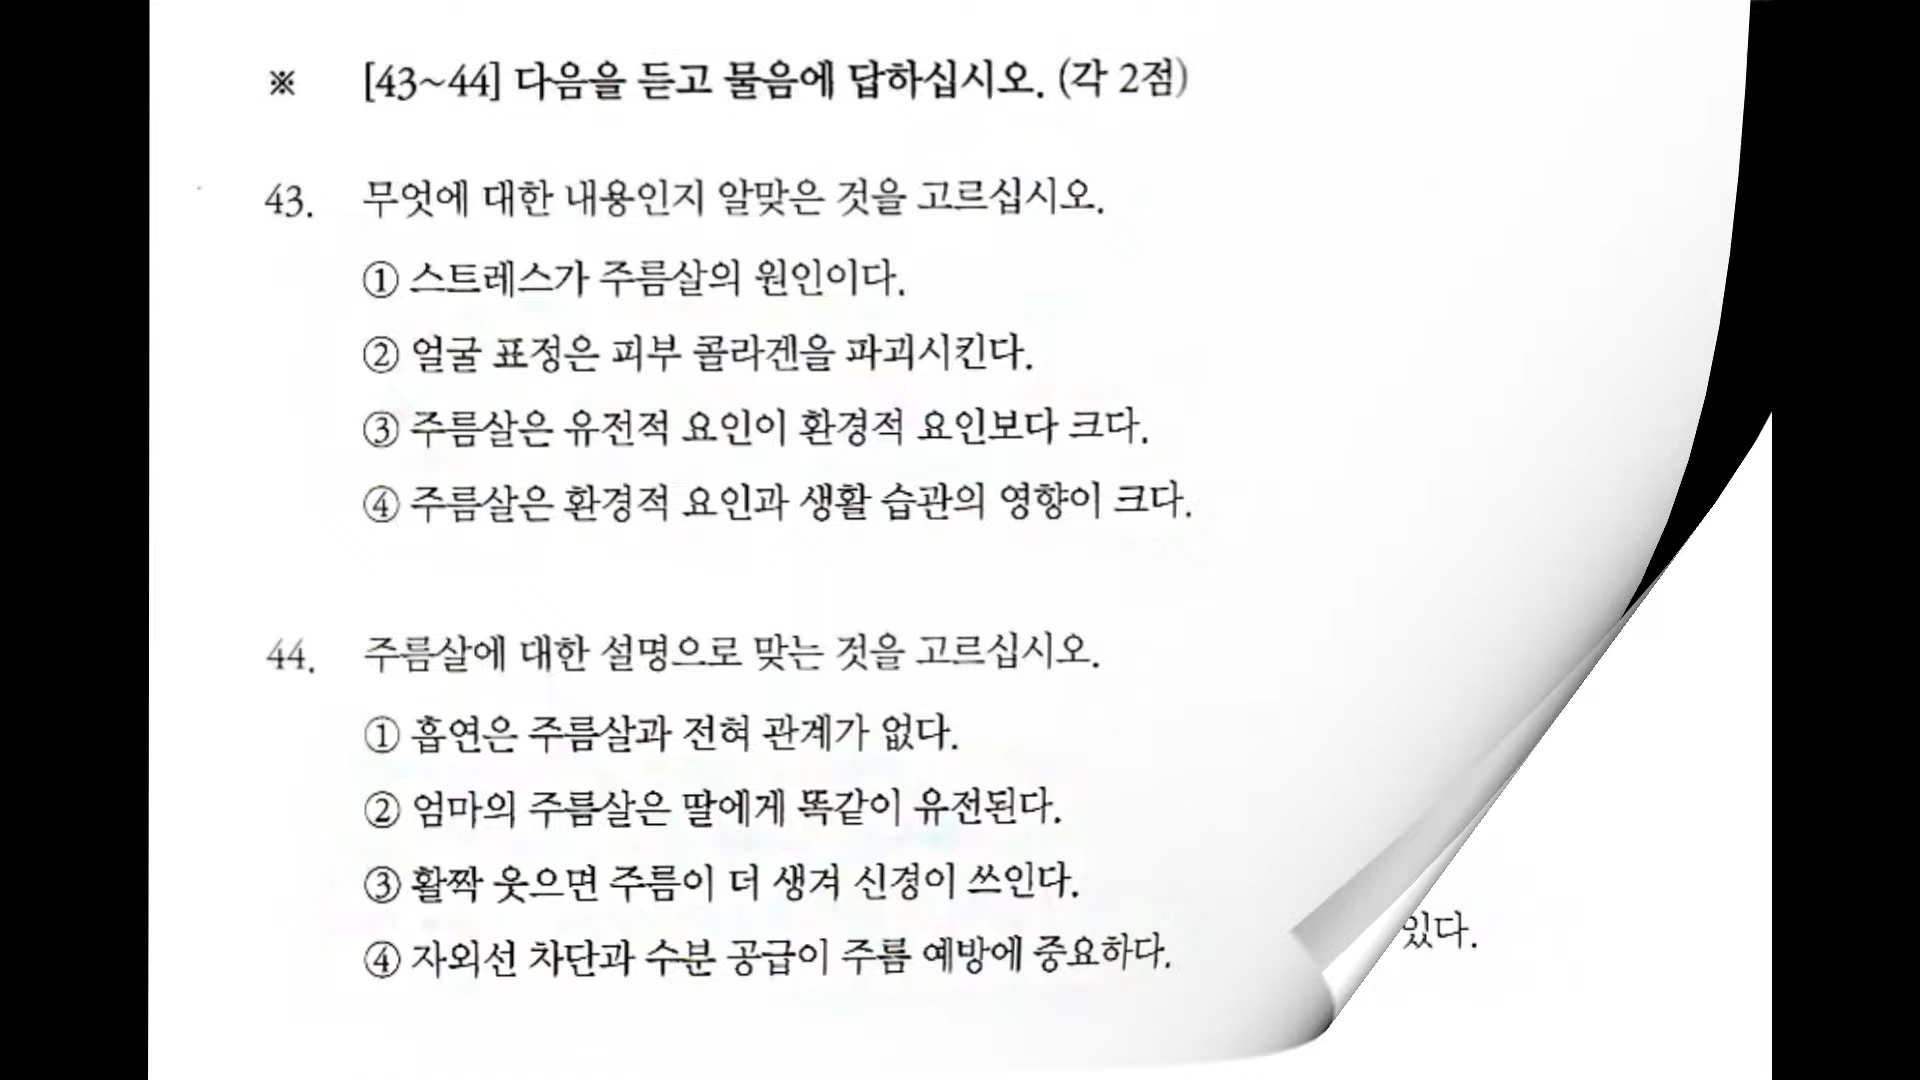 ※ [43~44] 다음을 듣고 물음에 답하십시오. (각 2점)
43. 무엇에 대한 내용인지 알맞은 것을 고르십시오.
① 스트레스가 주름살의 원인이다.
② 얼굴 표정은 피부 콜라겐을 파괴시킨다.
③ 주름살은 유전적 요인이 환경적 요인보다 크다.
④ 주름살은 환경적 요인과 생활 습관의 영향이 크다.
44. 주름살에 대한 설명으로 맞는 것을 고르십시오.
① 흡연은 주름살과 전혀 관계가 없다.
② 엄마의 주름살은 딸에게 똑같이 유전된다.
③ 활짝 웃으면 주름이 더 생겨 신경이 쓰인다.
있다.
④ 자외선 차단과 수분 공급이 주름 예방에 중요하다.